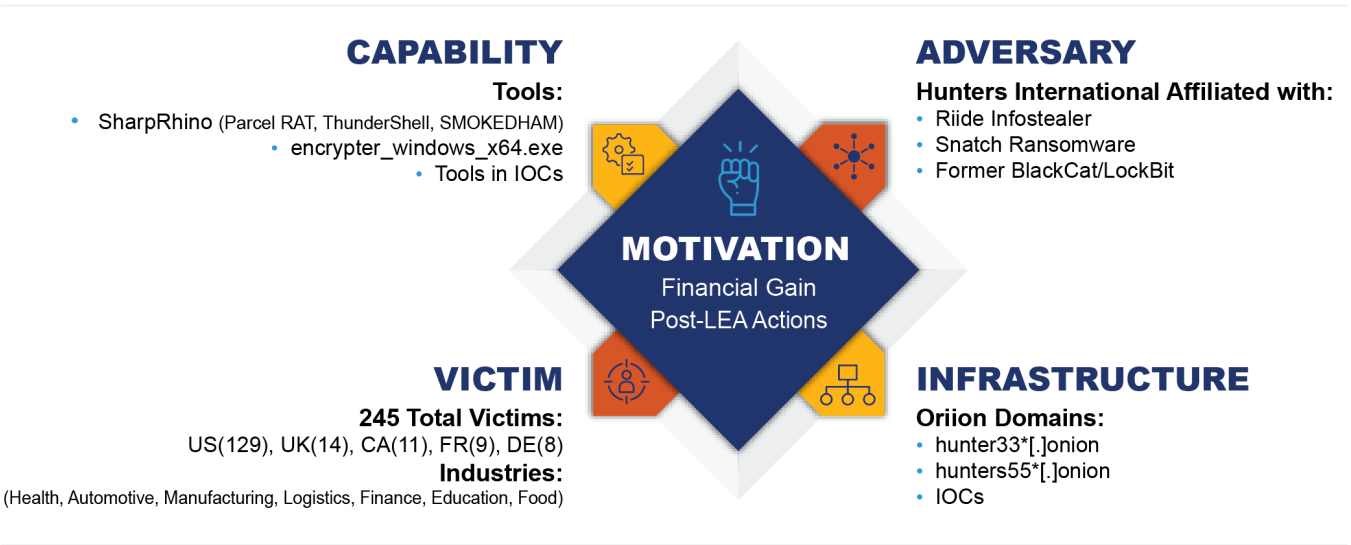 CAPABILITY
Tools:
• SharpRhino (Parcel RAT, ThunderShell, SMOKEDHAM)
• encrypter_windows_x64.exe
• Tools in IOCs
ADVERSARY
Hunters International Affiliated with:
• Riide Infostealer
• Snatch Ransomware
• Former BlackCat/LockBit
MOTIVATION
Financial Gain
Post-LEA Actions
VICTIM
245 Total Victims:
US(129), UK(14), CA(11), FR(9), DE(8)
Industries:
(Health, Automotive, Manufacturing, Logistics, Finance, Education, Food)
INFRASTRUCTURE
Oriion Domains:
• hunter33*[.]onion
• hunters55*[.]onion
• IOCs